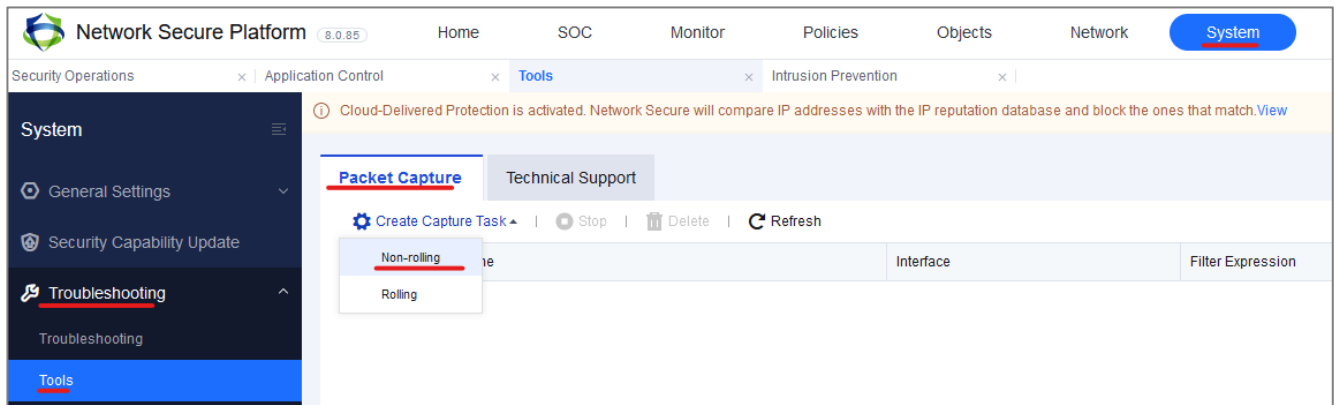 Network Secure Platform 8.0.85 Home SOC Monitor Policies Objects Network System
Security Operations × Application Control × Tools × Intrusion Prevention ×
System
Cloud-Delivered Protection is activated. Network Secure will compare IP addresses with the IP reputation database and block the ones that match.View
Packet Capture Technical Support
General Settings
Create Capture Task Stop Delete Refresh
Security Capability Update
Non-rolling ne Interface Filter Expression
Troubleshooting
Rolling
Troubleshooting
Tools